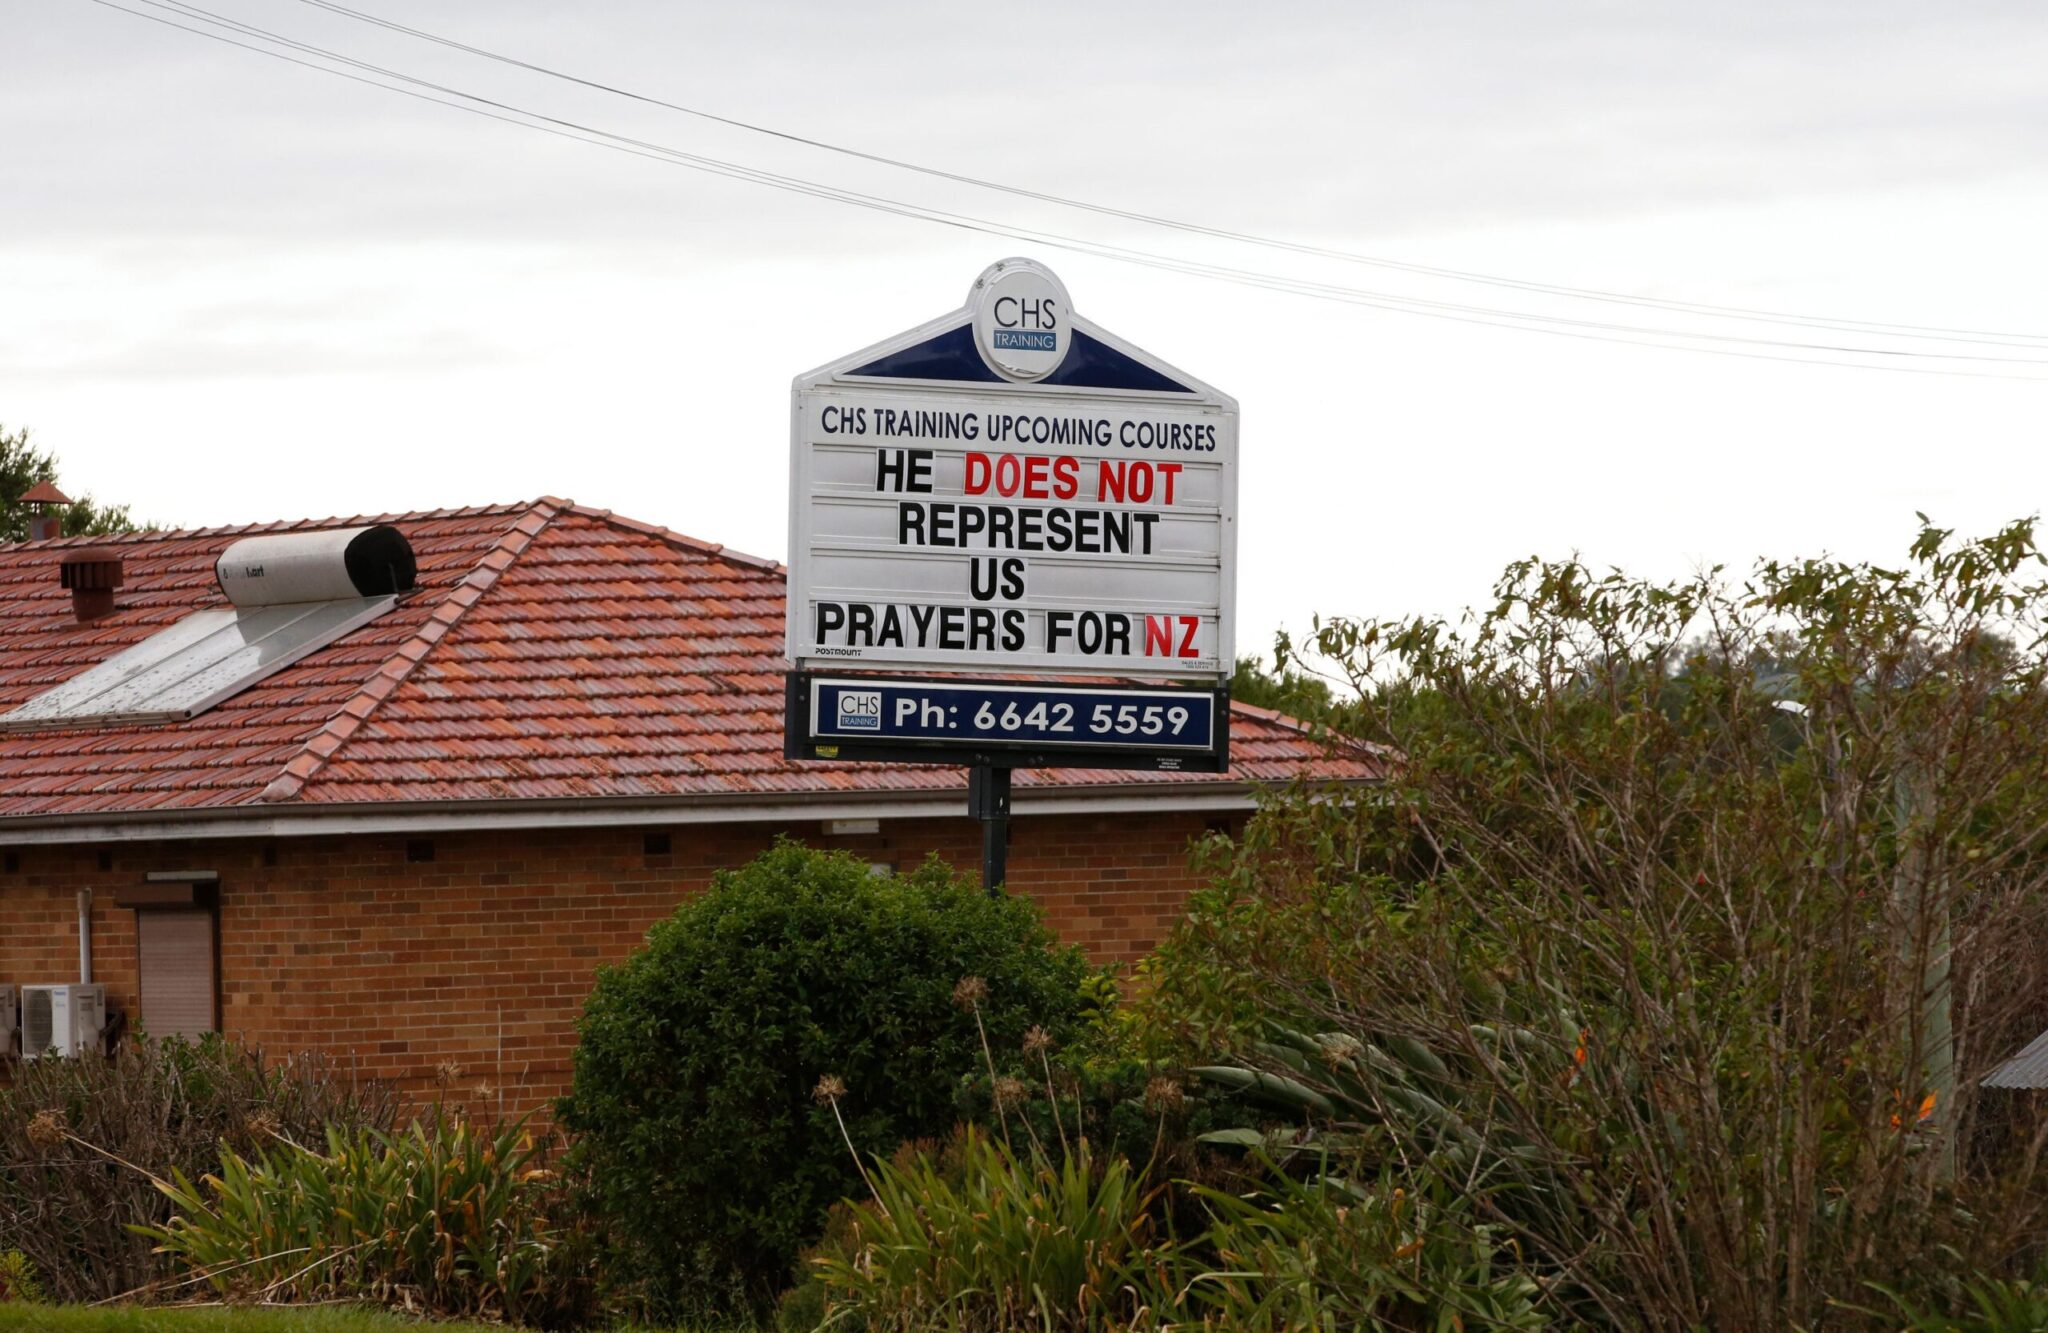 CHS
TRAINING
CHS TRAINING UPCOMING COURSES
HE DOES NOT
REPRESENT
US
PRAYERS FOR NZ
POSTMOUNT
CHS
TRAINING
Ph: 6642 5559